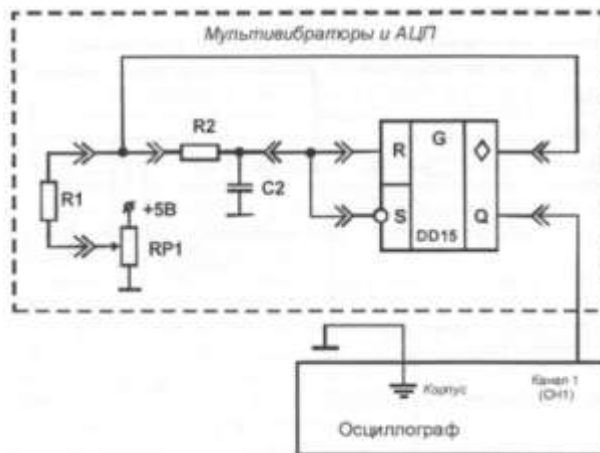 Мультивибраторы и АЦП
R2
R G
R1
C2
+5В
RP1
S Q
DD15
Корпус
Канал 1
(CH1)
Осциллограф